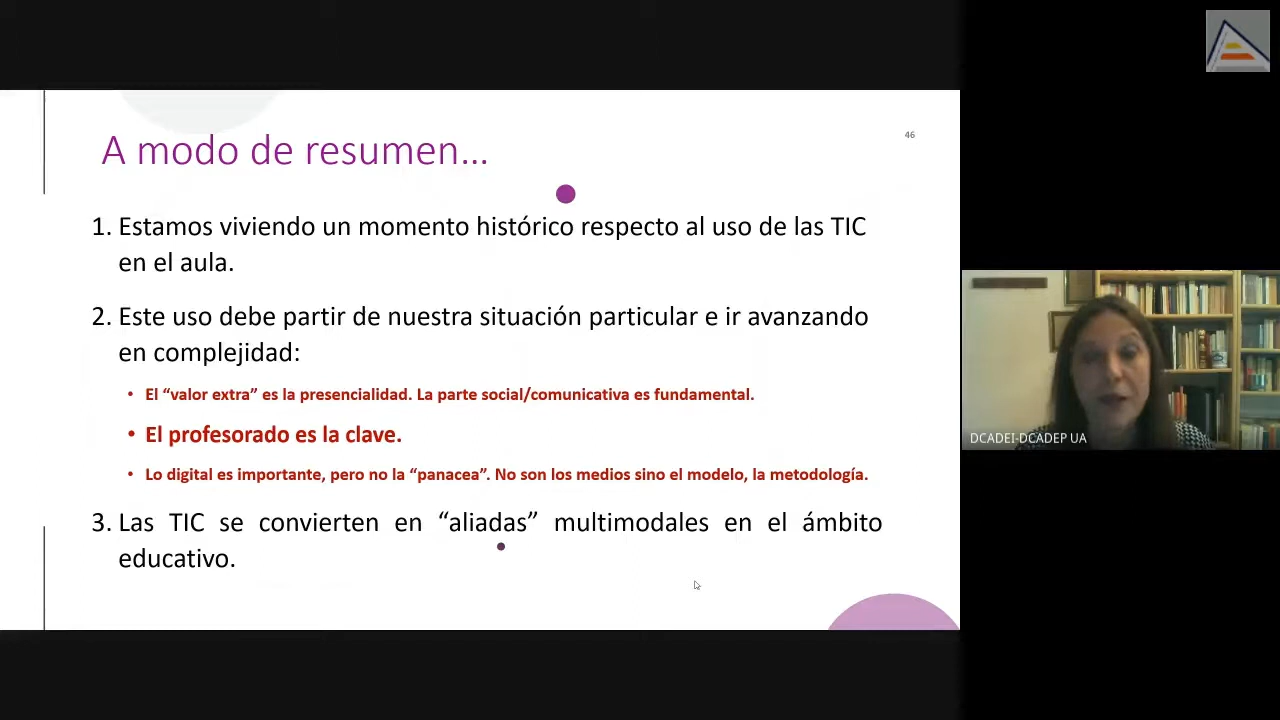 A modo de resumen...
46
1. Estamos viviendo un momento histórico respecto al uso de las TIC
en el aula.
2. Este uso debe partir de nuestra situación particular e ir avanzando
en complejidad:
• El “valor extra” es la presencialidad. La parte social/comunicativa es fundamental.
• El profesorado es la clave.
• Lo digital es importante, pero no la “panacea”. No son los medios sino el modelo, la metodología.
3. Las TIC se convierten en “aliadas” multimodales en el ámbito
educativo.
DCADEI-DCADEP UA